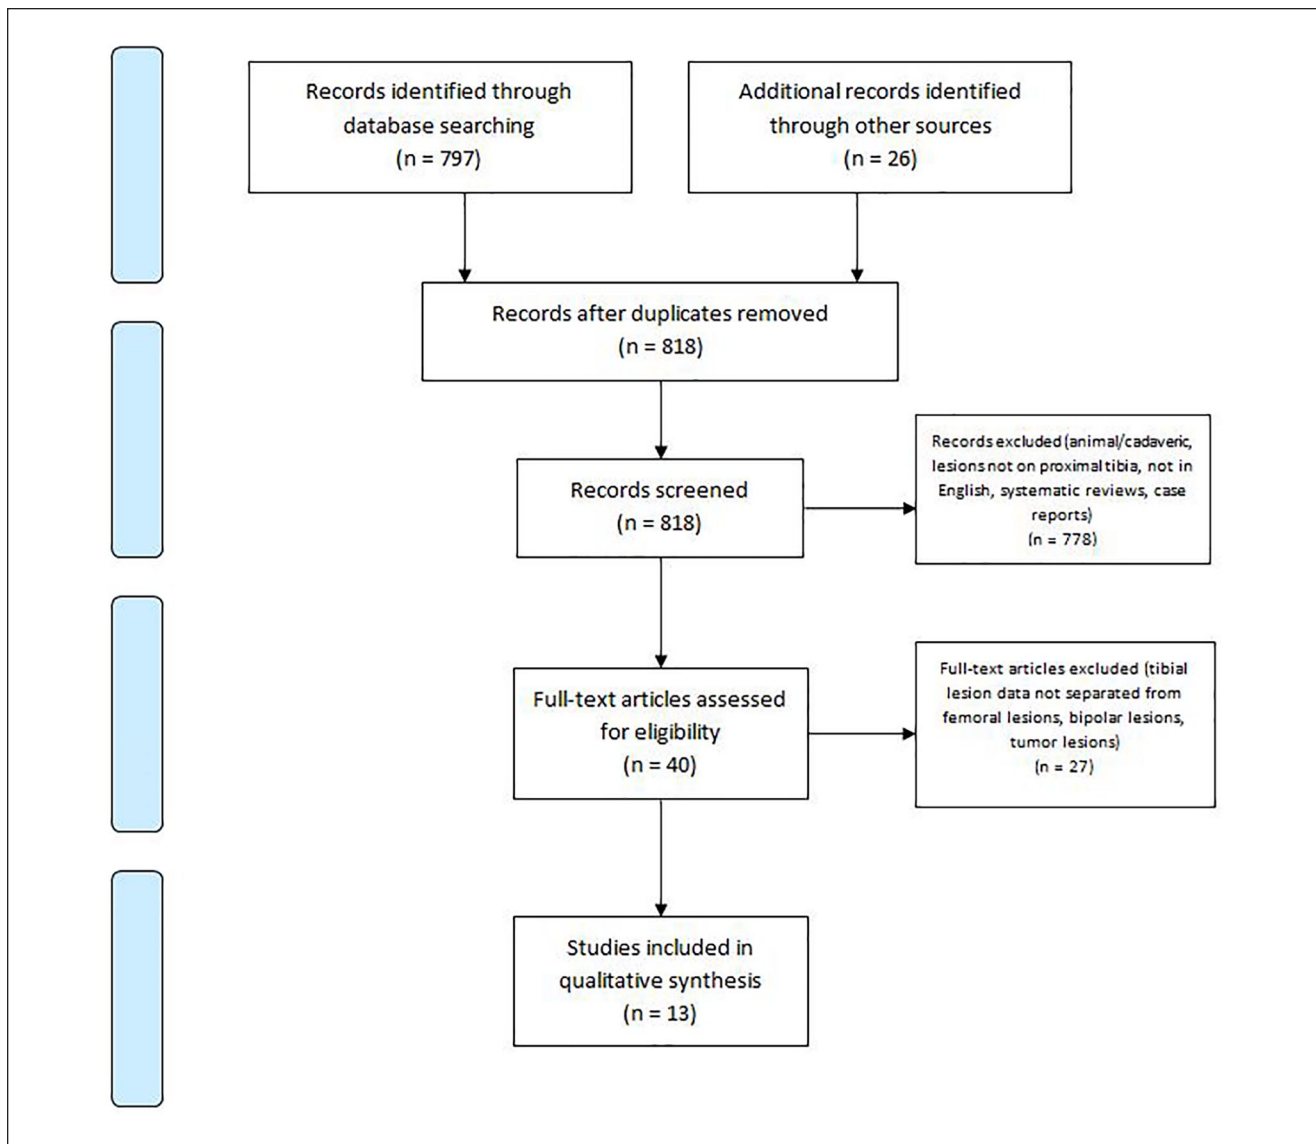 Records identified through
database searching
(n = 797)
Additional records identified
through other sources
(n = 26)
Records after duplicates removed
(n = 818)
Records screened
(n = 818)
Records excluded (animal/cadaveric,
lesions not on proximal tibia, not in
English, systematic reviews, case
reports)
(n = 778)
Full-text articles assessed
for eligibility
(n = 40)
Full-text articles excluded (tibial
lesion data not separated from
femoral lesions, bipolar lesions,
tumor lesions)
(n = 27)
Studies included in
qualitative synthesis
(n = 13)